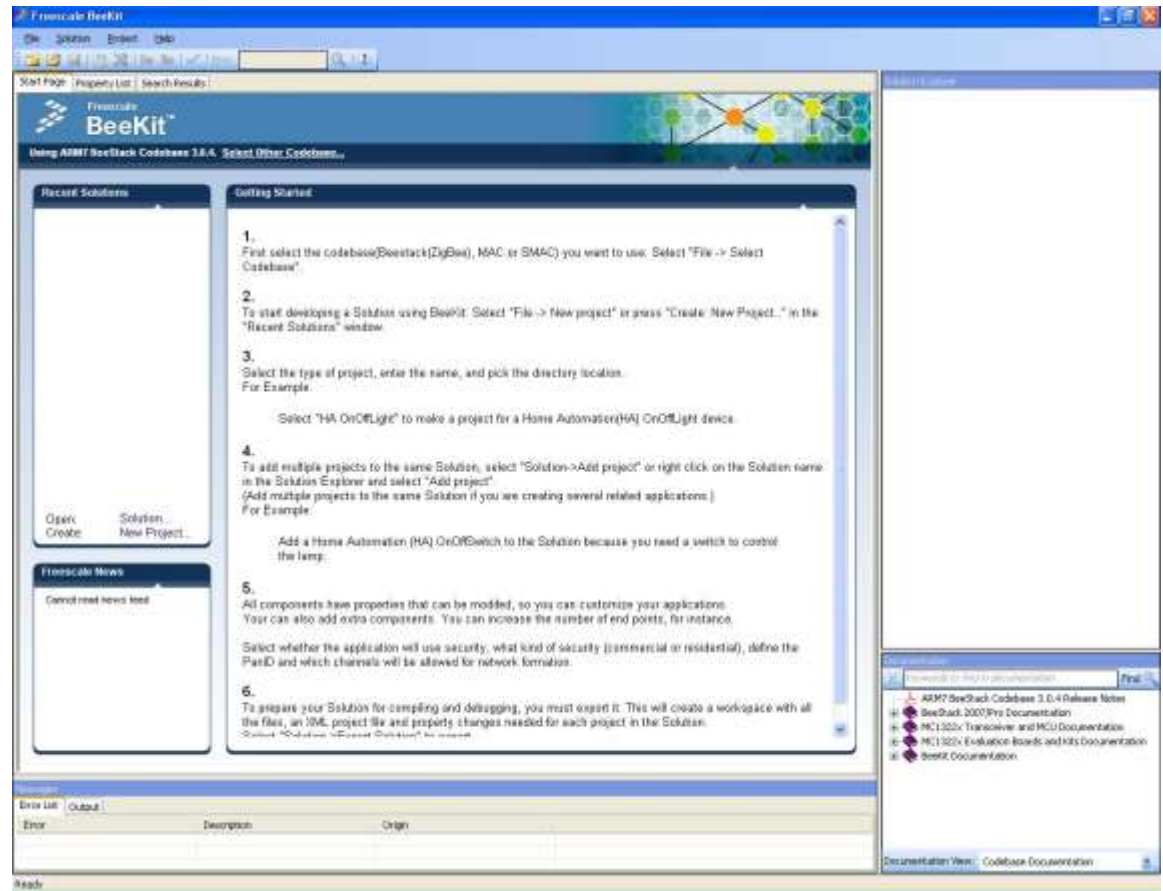 Freescale BeeKit
File Solution Project Help
Start Page Property List Search Results
Solution Explorer
Freescale
BeeKit™
Using ARM7 BeeStack Codebase 3.0.4. Select Other Codebase...
Recent Solutions
Open: Solution...
Create: New Project...
Freescale News
Cannot read news feed
Getting Started
1.
First select the codebase(Beestack(ZigBee), MAC or SMAC) you want to use: Select "File -> Select
Codebase".
2.
To start developing a Solution using BeeKit: Select "File -> New project" or press "Create: New Project.." in the
"Recent Solutions" window.
3.
Select the type of project, enter the name, and pick the directory location.
For Example:
Select "HA OnOffLight" to make a project for a Home Automation(HA) OnOffLight device.
4.
To add multiple projects to the same Solution, select "Solution->Add project" or right click on the Solution name
in the Solution Explorer and select "Add project".
(Add multiple projects to the same Solution if you are creating several related applications.)
For Example:
Add a Home Automation (HA) OnOffSwitch to the Solution because you need a switch to control
the lamp.
5.
All components have properties that can be modifed, so you can customize your applications.
Your can also add extra components. You can increase the number of end points, for instance.
Select whether the application will use security, what kind of security (commercial or residential), define the
PanID and which channels will be allowed for network formation.
6.
To prepare your Solution for compiling and debugging, you must export it. This will create a workspace with all
the files, an XML project file and property changes needed for each project in the Solution.
Select "Solution->Export Solution" to export.
Documentation
Find
ARM7 BeeStack Codebase 3.0.4 Release Notes
BeeStack 2007/Pro Documentation
MC1322x Transceiver and MCU Documentation
MC1322x Evaluation Boards and Kits Documentation
BeeKit Documentation
Documentation View: Codebase Documentation
Messages
Error List Output
Error Description Origin
Ready